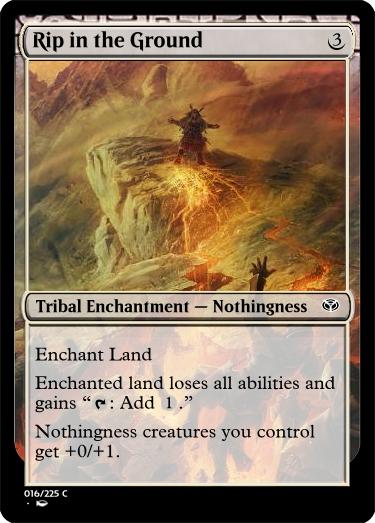 Rip in the Ground 3
Tribal Enchantment — Nothingness
Enchant Land
Enchanted land loses all abilities and
gains “: Add 1 .”
Nothingness creatures you control
get +0/+1.
016/225 C